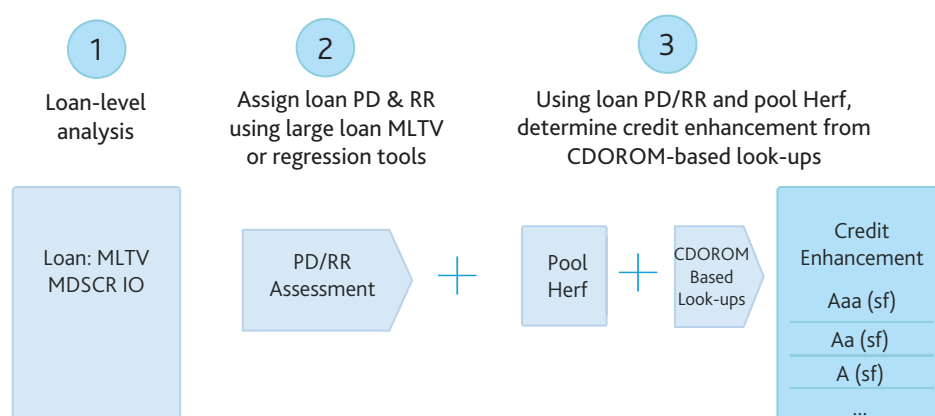 1
Loan-level
analysis
2
Assign loan PD & RR
using large loan MLTV
or regression tools
3
Using loan PD/RR and pool Herf,
determine credit enhancement from
CDOROM-based look-ups
Loan: MLTV
MDSCR IO
PD/RR
Assessment
+
Pool
Herf
+
CDOROM
Based
Look-ups
Credit
Enhancement
Aaa (sf)
Aa (sf)
A (sf)
...